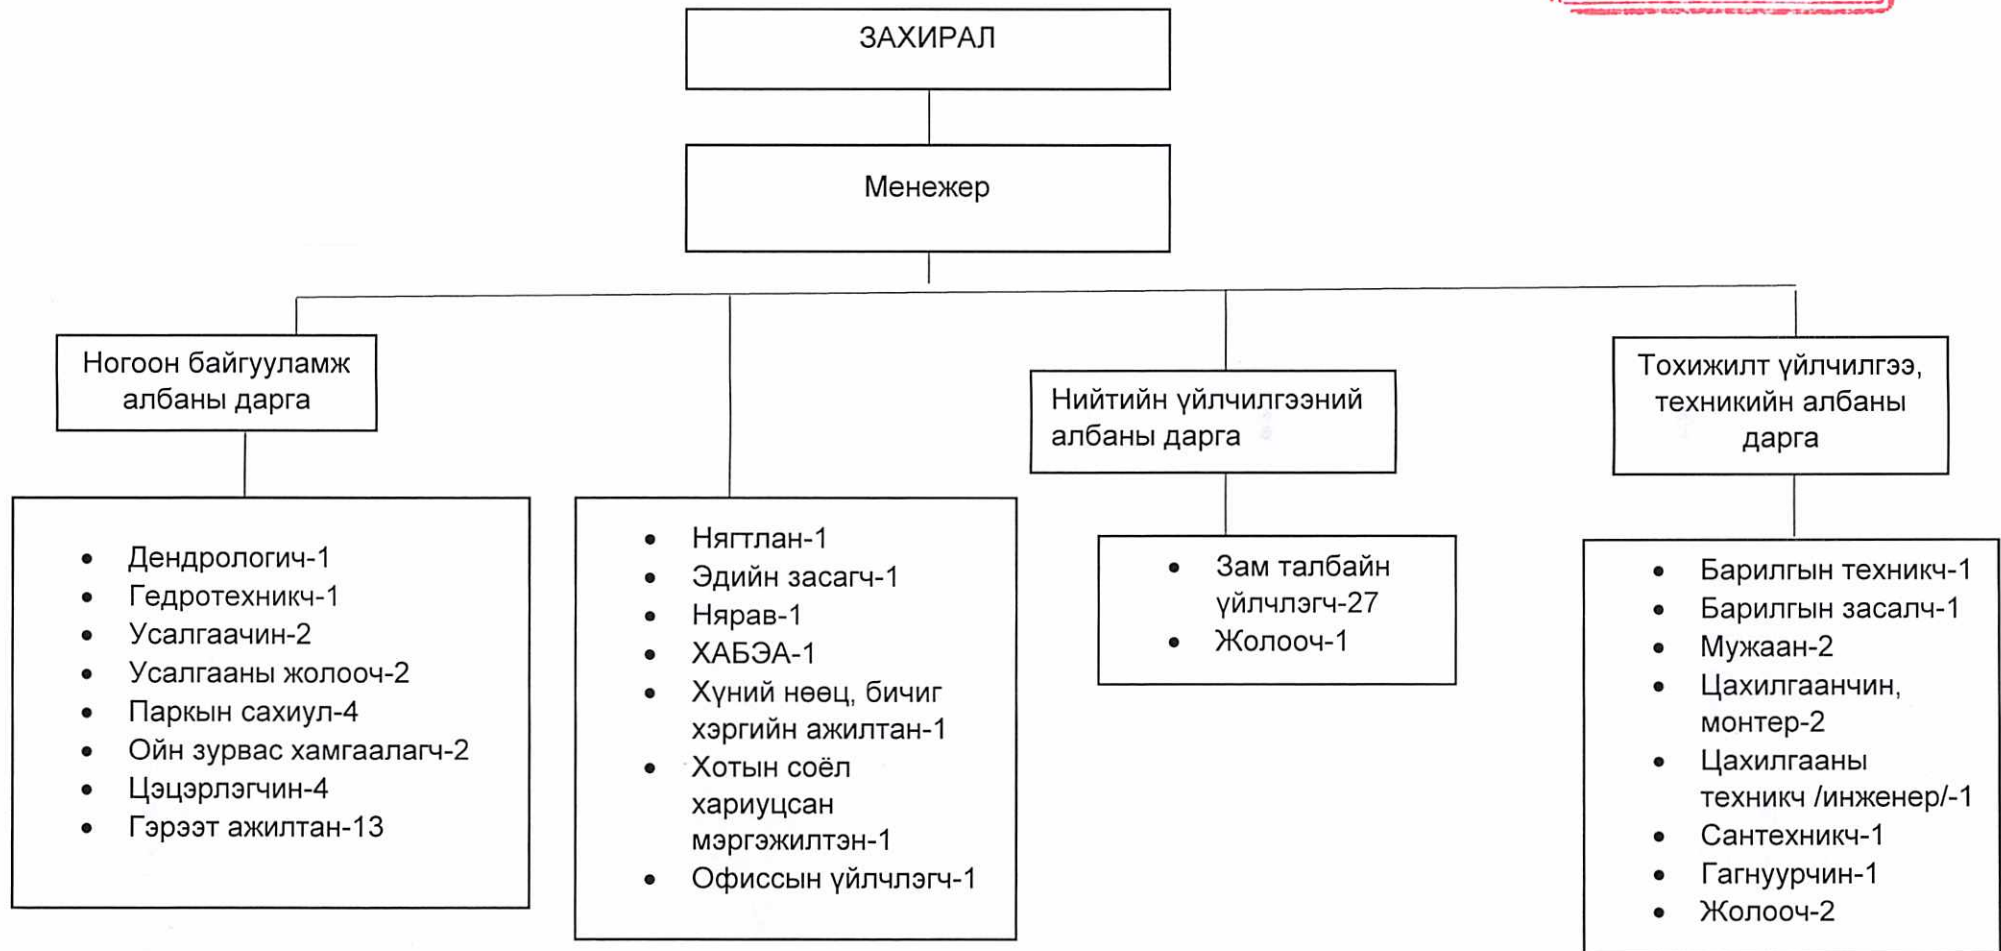 ЗАХИРАЛ
Менежер
Ногоон байгууламж
албаны дарга
Нийтийн үйлчилгээний
албаны дарга
Тохижилт үйлчилгээ,
техникийн албаны
дарга
• Дендрологич-1
• Гедротехникч-1
• Усалгаачин-2
• Усалгааны жолооч-2
• Паркын сахиул-4
• Ойн зурвас хамгаалагч-2
• Цэцэрлэгчин-4
• Гэрээт ажилтан-13
• Нягтлан-1
• Эдийн засагч-1
• Нярав-1
• ХАБЭА-1
• Хүний нөөц, бичиг
хэргийн ажилтан-1
• Хотын соёл
хариуцсан
мэргэжилтэн-1
• Офиссын үйлчлэгч-1
• Зам талбайн
үйлчлэгч-27
• Жолооч-1
• Барилгын техникч-1
• Барилгын засалч-1
• Мужаан-2
• Цахилгаанчин,
монтер-2
• Цахилгааны
техникч /инженер/-1
• Сантехникч-1
• Гагнуурчин-1
• Жолооч-2